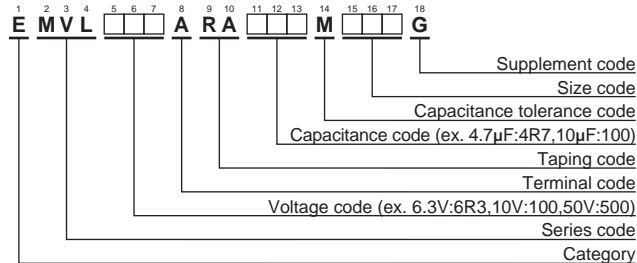 1 2 3 4 5 6 7 8 9 10 11 12 13 14 15 16 17 18
E M V L A R A M G
Supplement code
Size code
Capacitance tolerance code
Capacitance code (ex. 4.7μF:4R7,10μF:100)
Taping code
Terminal code
Voltage code (ex. 6.3V:6R3,10V:100,50V:500)
Series code
Category